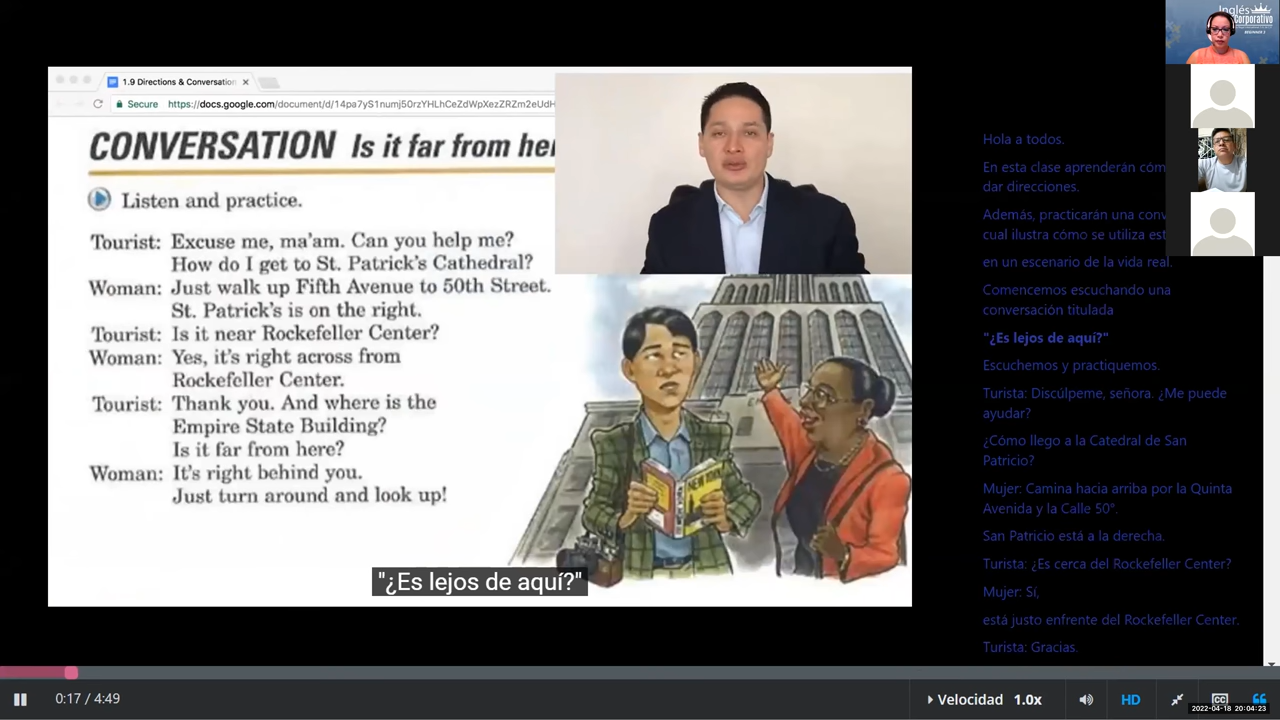 Inglés
Corporativo
BEGINNER 3
1.9 Directions & Conversation
Secure
https://docs.google.com/document/d/14pa7yS1numj50rzYHLhCeZdWpXezZRZm2eUdH
CONVERSATION Is it far from her
Listen and practice.
Tourist: Excuse me, ma'am. Can you help me?
How do I get to St. Patrick's Cathedral?
Woman: Just walk up Fifth Avenue to 50th Street.
St. Patrick's is on the right.
Tourist: Is it near Rockefeller Center?
Woman: Yes, it's right across from
Rockefeller Center.
Tourist: Thank you. And where is the
Empire State Building?
Is it far from here?
Woman: It's right behind you.
Just turn around and look up!
NEW YORK
"¿Es lejos de aquí?"
Hola a todos.
En esta clase aprenderán cóm
dar direcciones.
Además, practicarán una conv
cual ilustra cómo se utiliza est
en un escenario de la vida real.
Comencemos escuchando una
conversación titulada
"¿Es lejos de aquí?"
Escuchemos y practiquemos.
Turista: Discúlpeme, señora. ¿Me puede
ayudar?
¿Cómo llego a la Catedral de San
Patricio?
Mujer: Camina hacia arriba por la Quinta
Avenida y la Calle 50°.
San Patricio está a la derecha.
Turista: ¿Es cerca del Rockefeller Center?
Mujer: Sí,
está justo enfrente del Rockefeller Center.
Turista: Gracias.
0:17 / 4:49
Velocidad 1.0x
HD
CC
2022-04-18 20:04:23